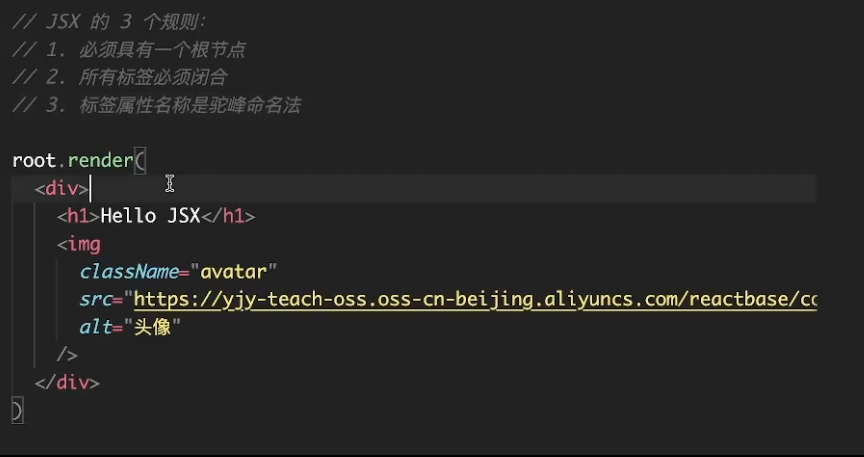 // JSX 的 3 个规则:
// 1. 必须具有一个根节点
// 2. 所有标签必须闭合
// 3. 标签属性名称是驼峰命名法
root.render(
<div>
<h1>Hello JSX</h1>
<img
className="avatar"
src="https://yjy-teach-oss.oss-cn-beijing.aliyuncs.com/reactbase/co
alt="头像"
/>
</div>
)